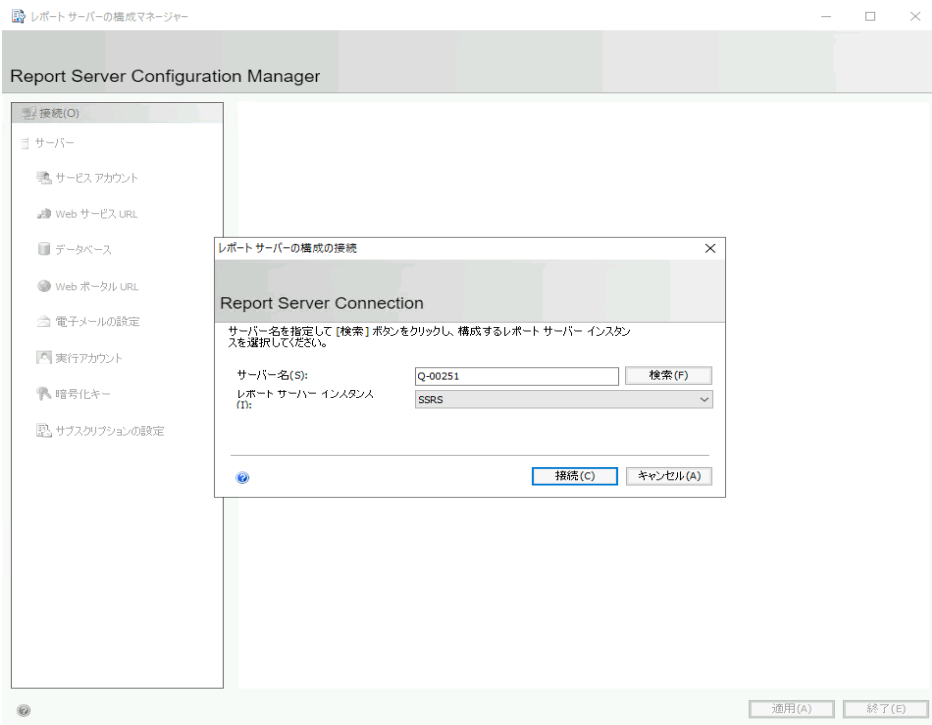 レポート サーバーの構成マネージャー
Report Server Configuration Manager
接続(O)
サーバー
サービス アカウント
Web サービス URL
データベース
Web ポータル URL
電子メールの設定
実行アカウント
暗号化キー
サブスクリプションの設定
レポート サーバーの構成の接続
Report Server Connection
サーバー名を指定して [検索] ボタンをクリックし、構成するレポート サーバー インスタン
スを選択してください。
サーバー名(S):
Q-00251
検索(F)
レポート サーバー インスタンス
(I):
SSRS
接続(C)
キャンセル(A)
適用(A)
終了(E)